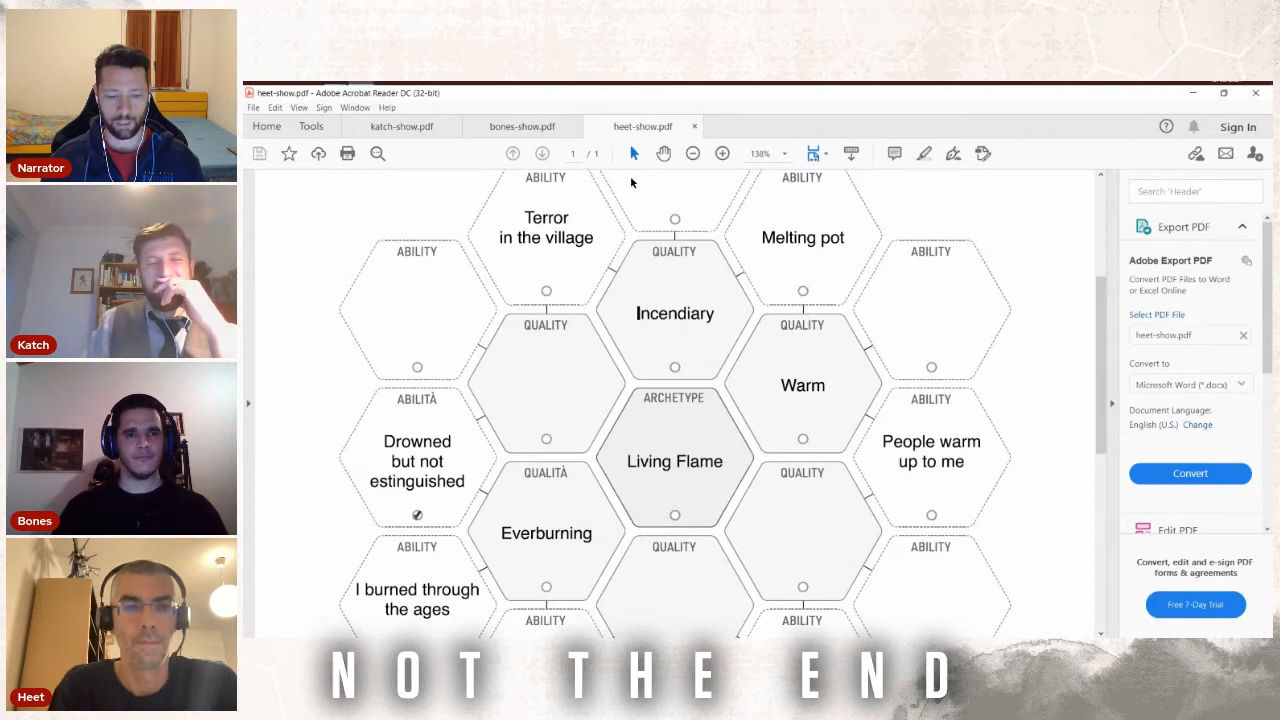 Narrator
Katch
Bones
Heet
heet-show.pdf - Adobe Acrobat Reader DC (32-bit)
File Edit View Sign Window Help
Home Tools katch-show.pdf bones-show.pdf heet-show.pdf × Sign In
1 / 1 138%
ABILITY
Terror
in the village
ABILITY
Melting pot
ABILITY
QUALITY
Incendiary
ABILITY
QUALITY
QUALITY
Warm
ABILITÀ
Drowned
but not
estinguished
ARCHETYPE
Living Flame
ABILITY
People warm
up to me
QUALITÀ
Everburning
QUALITY
ABILITY
I burned through
the ages
QUALITY
ABILITY
ABILITY
ABILITY
Search 'Header'
Export PDF
Adobe Export PDF
Convert PDF Files to Word
or Excel Online
Select PDF File
heet-show.pdf
Convert to
Microsoft Word (*.docx)
Document Language:
English (U.S.) Change
Convert
Edit PDF
Convert, edit and e-sign PDF
forms & agreements
Free 7-Day Trial
NOT THE END